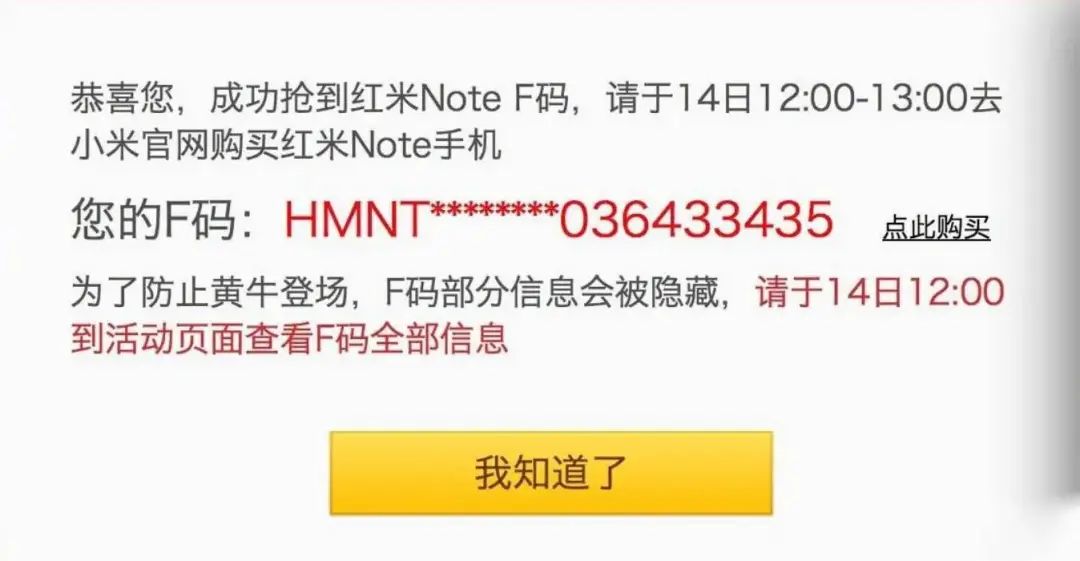 恭喜您，成功抢到红米Note F码，请于14日12:00-13:00去
小米官网购买红米Note手机
您的F码：HMNT********036433435 点此购买
为了防止黄牛登场，F码部分信息会被隐藏，请于14日12:00
到活动页面查看F码全部信息
我知道了